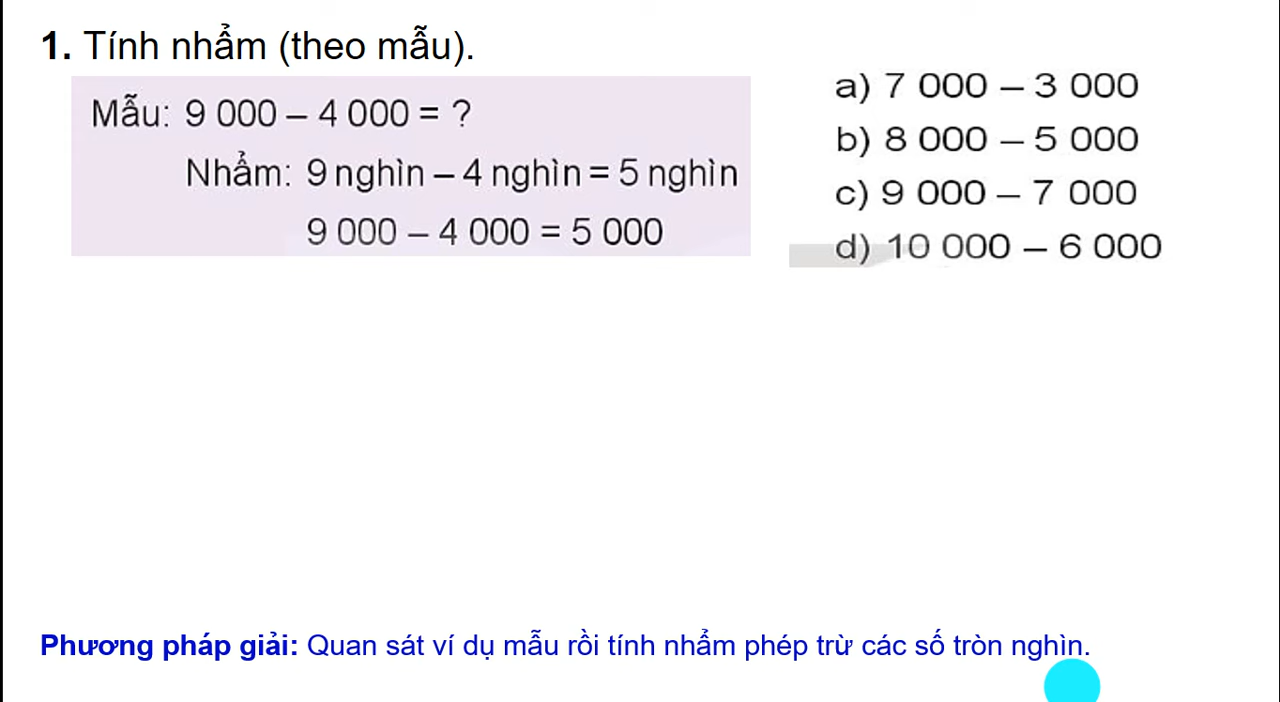 1. Tính nhẩm (theo mẫu).
Mẫu: 9 000 – 4 000 = ?
Nhẩm: 9 nghìn – 4 nghìn = 5 nghìn
9 000 – 4 000 = 5 000
a) 7 000 – 3 000
b) 8 000 – 5 000
c) 9 000 – 7 000
d) 10 000 – 6 000
Phương pháp giải: Quan sát ví dụ mẫu rồi tính nhẩm phép trừ các số tròn nghìn.